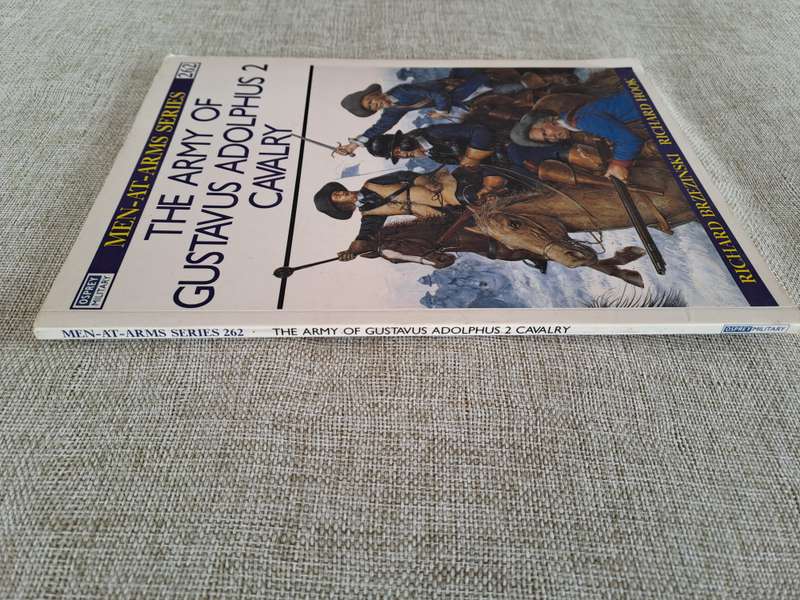 MEN-AT-ARMS SERIES 262
THE ARMY OF
GUSTAVUS ADOLPHUS 2
CAVALRY
OSPREY
MILITARY
RICHARD BRZEZINSKI RICHARD HOOK
MEN-AT-ARMS SERIES 262 · THE ARMY OF GUSTAVUS ADOLPHUS 2 CAVALRY OSPREY MILITARY